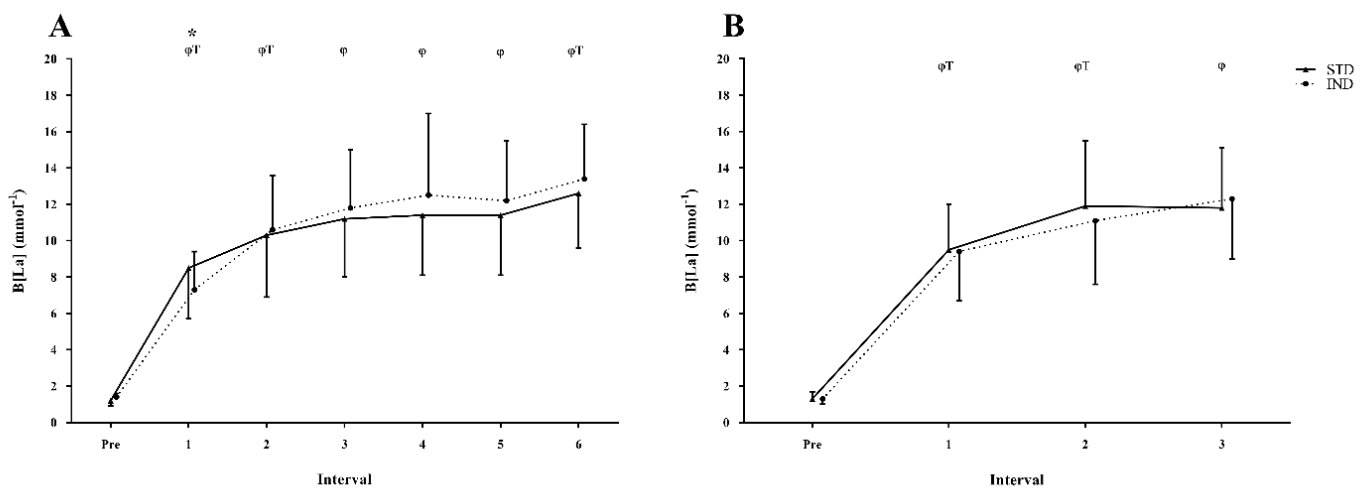 A
*
φT φT φ φ φ φT
20
18
16
14
12
10
8
6
4
2
0
B[La] (mmol⁻¹)
Pre 1 2 3 4 5 6
Interval
B
φT φT φ
20
18
16
14
12
10
8
6
4
2
0
B[La] (mmol⁻¹)
Pre 1 2 3
Interval
STD
IND